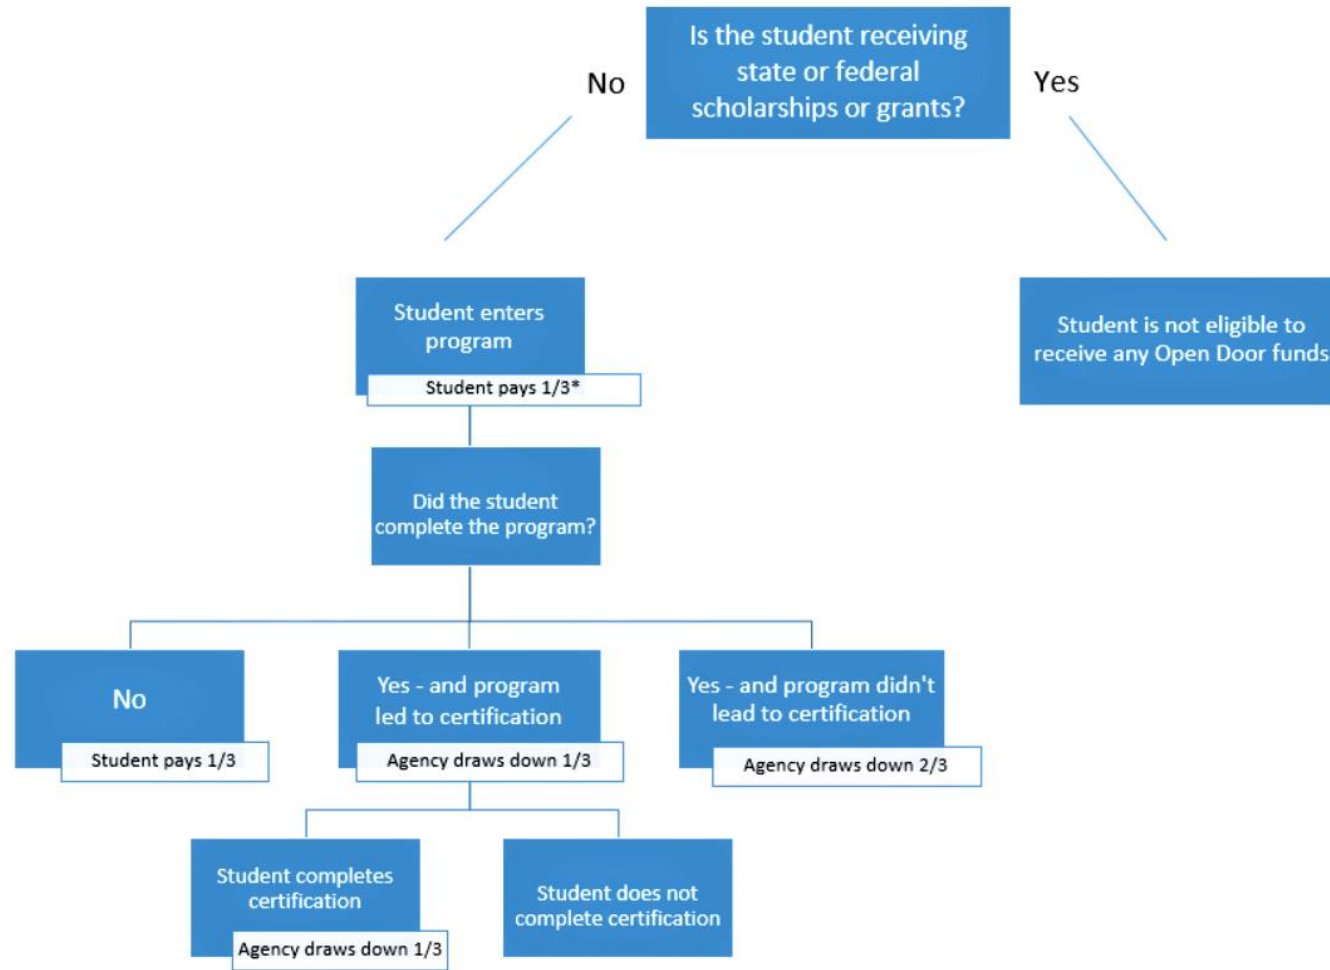 Is the student receiving
state or federal
scholarships or grants?
No
Yes
Student enters
program
Student pays 1/3*
Student is not eligible to
receive any Open Door funds
Did the student
complete the program?
No
Student pays 1/3
Yes - and program
led to certification
Agency draws down 1/3
Yes - and program didn't
lead to certification
Agency draws down 2/3
Student completes
certification
Agency draws down 1/3
Student does not
complete certification